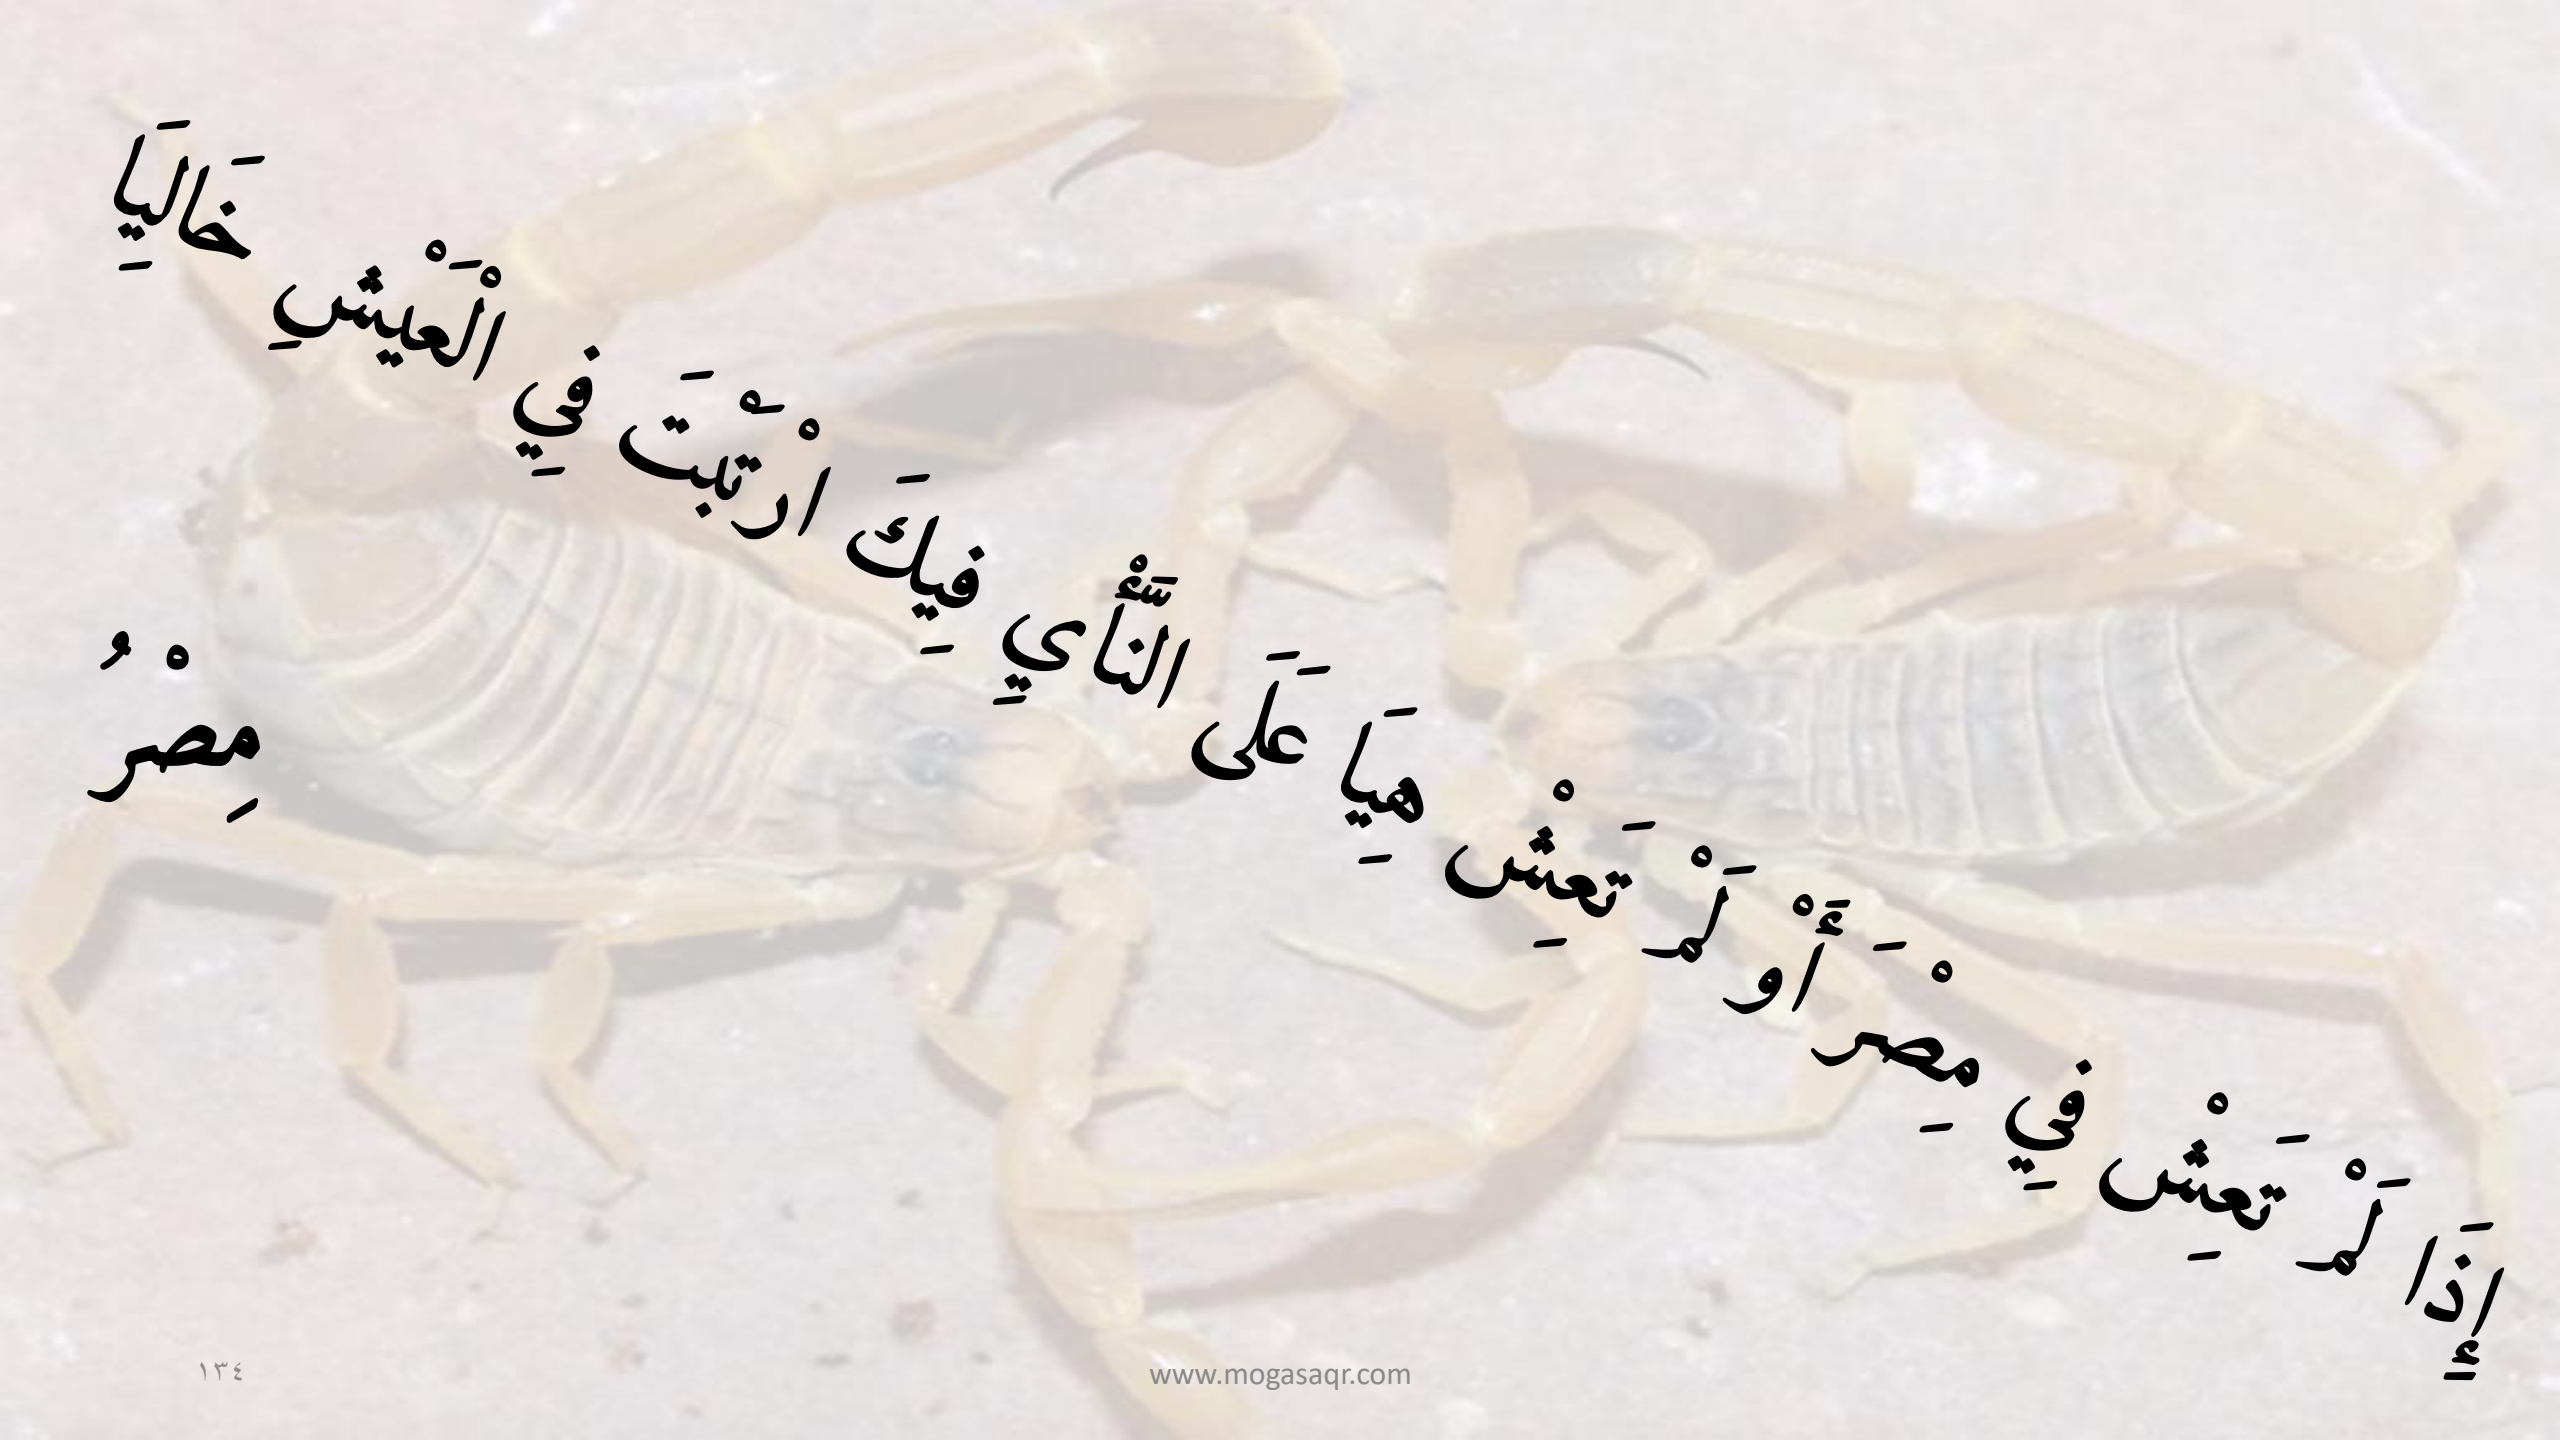 إِذَا لَمْ تَعِشْ فِي مِصْرَ أَوْ لَمْ تَعِشْ هِيَا عَلَى النَّأْيِ فِيكَ ارْتَبْتَ فِي الْعَيْشِ خَالِيَا
مِصْرُ
www.mogasaqr.com
١٣٤